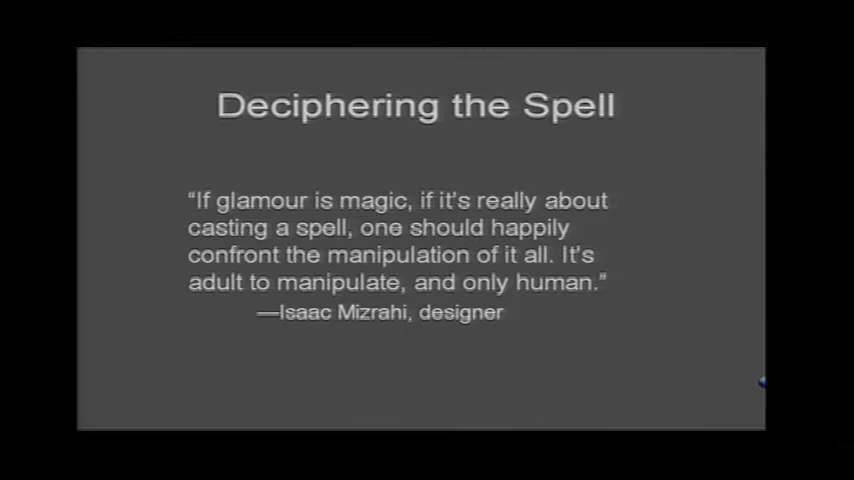 Deciphering the Spell
“If glamour is magic, if it's really about
casting a spell, one should happily
confront the manipulation of it all. It's
adult to manipulate, and only human.”
—Isaac Mizrahi, designer